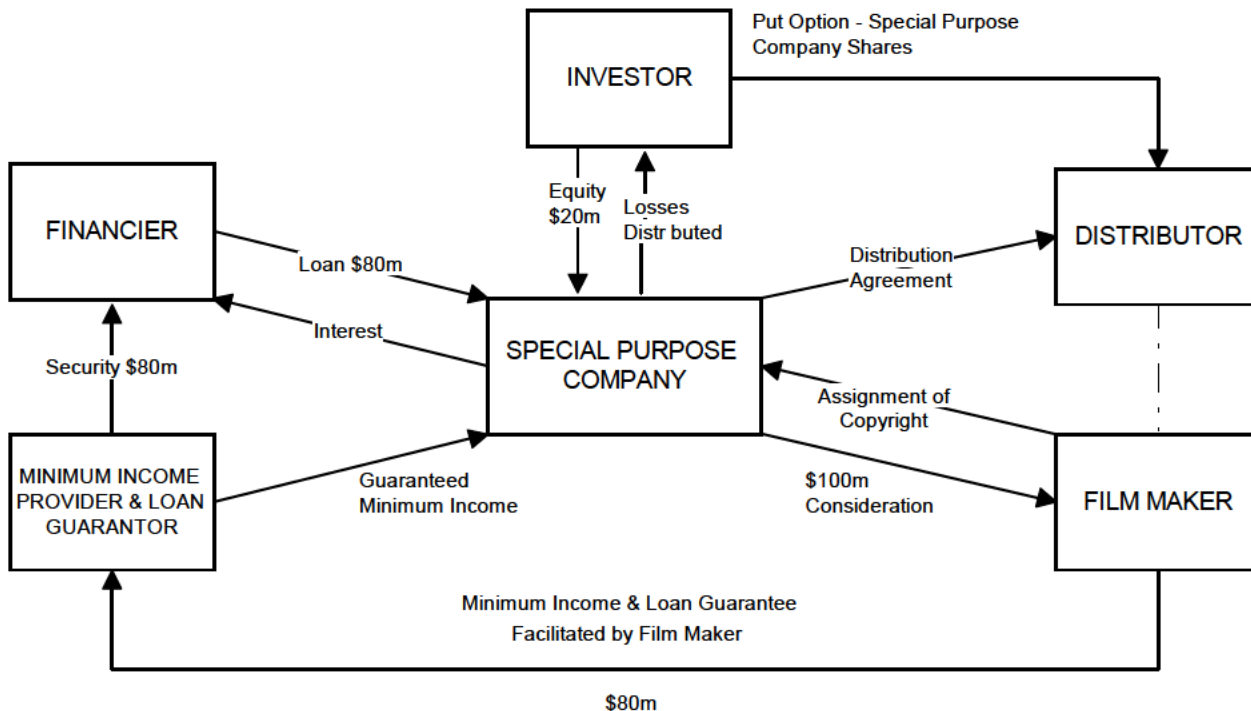 Put Option - Special Purpose
Company Shares
INVESTOR
Equity
$20m
Losses
Distr buted
FINANCIER
Loan $80m
Interest
Security $80m
SPECIAL PURPOSE
COMPANY
Distribution
Agreement
DISTRIBUTOR
Assignment of
Copyright
MINIMUM INCOME
PROVIDER & LOAN
GUARANTOR
Guaranteed
Minimum Income
$100m
Consideration
FILM MAKER
Minimum Income & Loan Guarantee
Facilitated by Film Maker
$80m